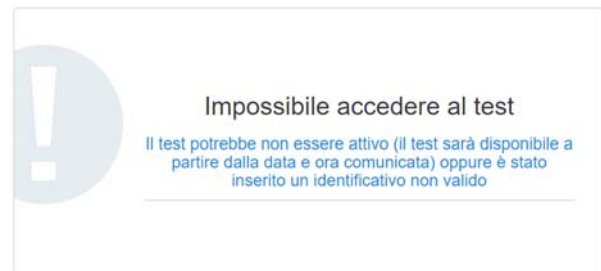 Impossibile accedere al test
Il test potrebbe non essere attivo (il test sarà disponibile a
partire dalla data e ora comunicata) oppure è stato
inserito un identificativo non valido